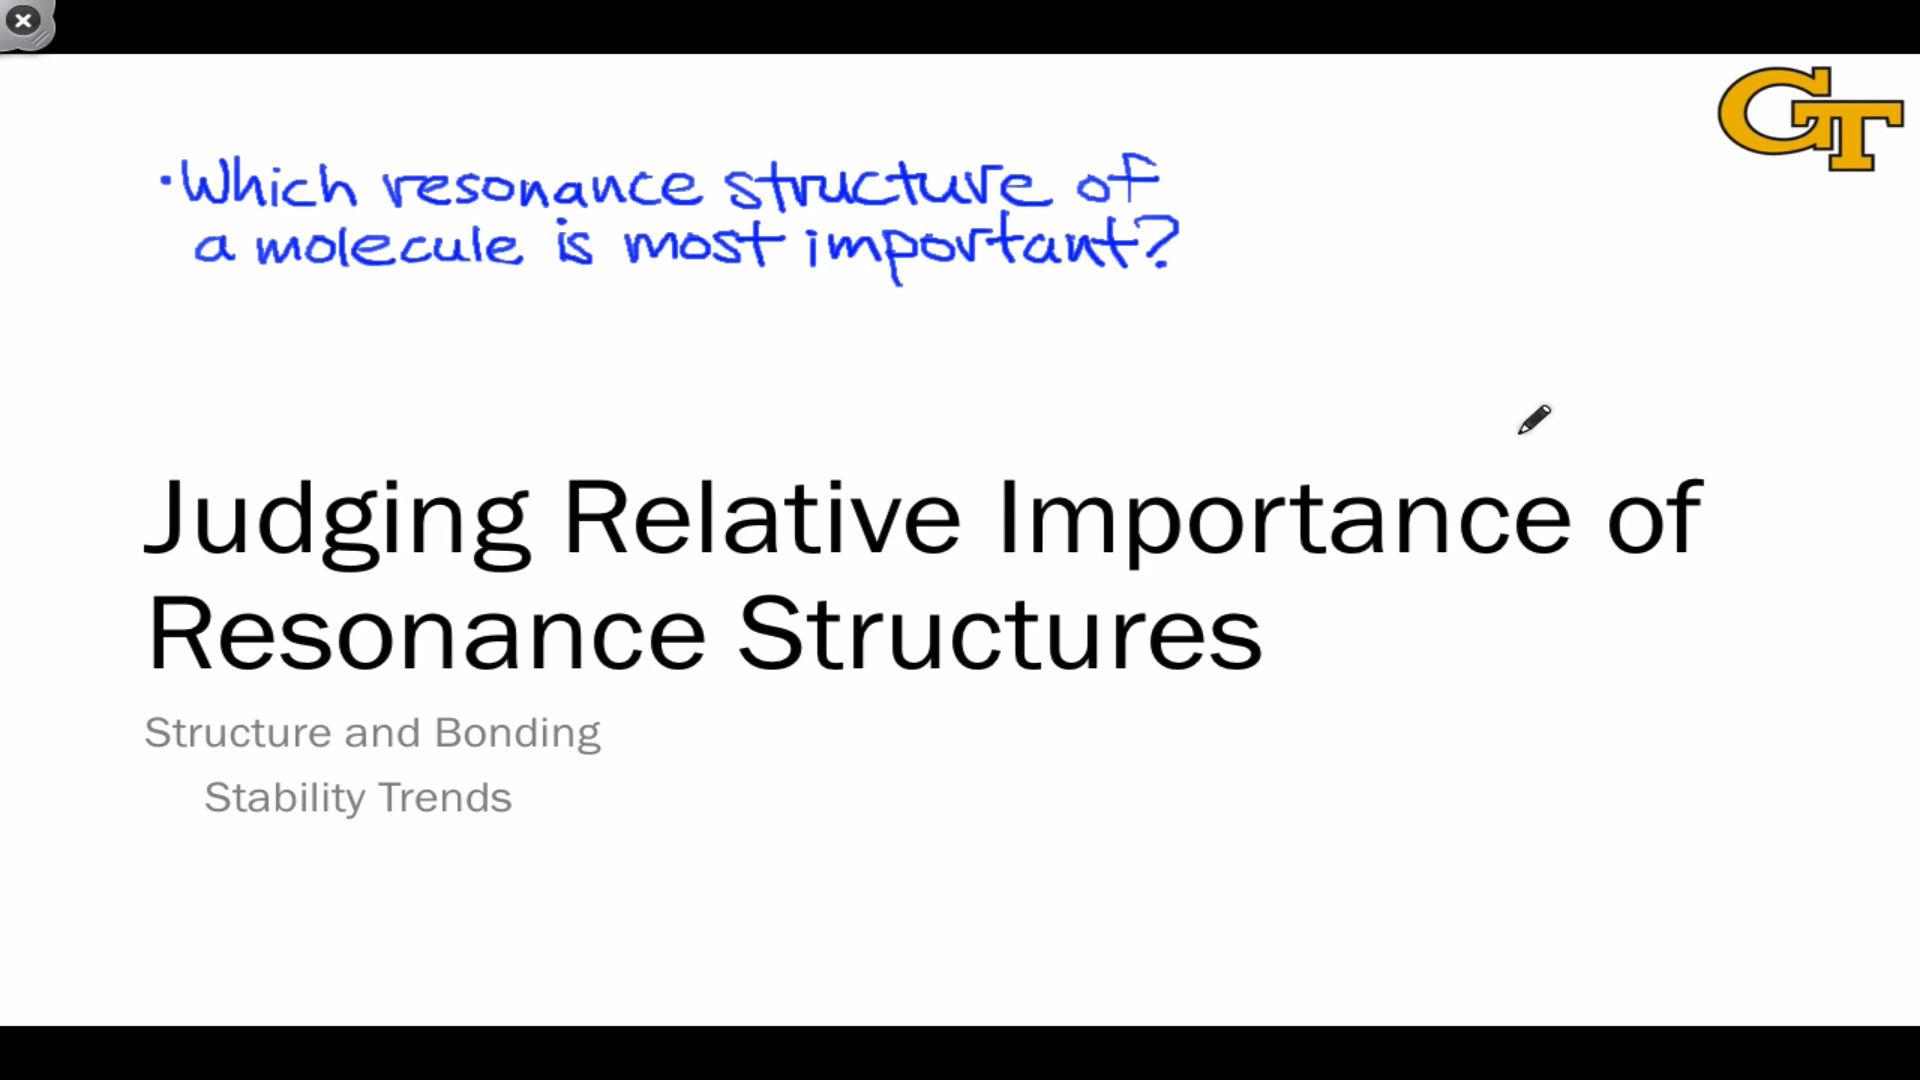 GT
·Which resonance structure of
a molecule is most important?
Judging Relative Importance of
Resonance Structures
Structure and Bonding
Stability Trends